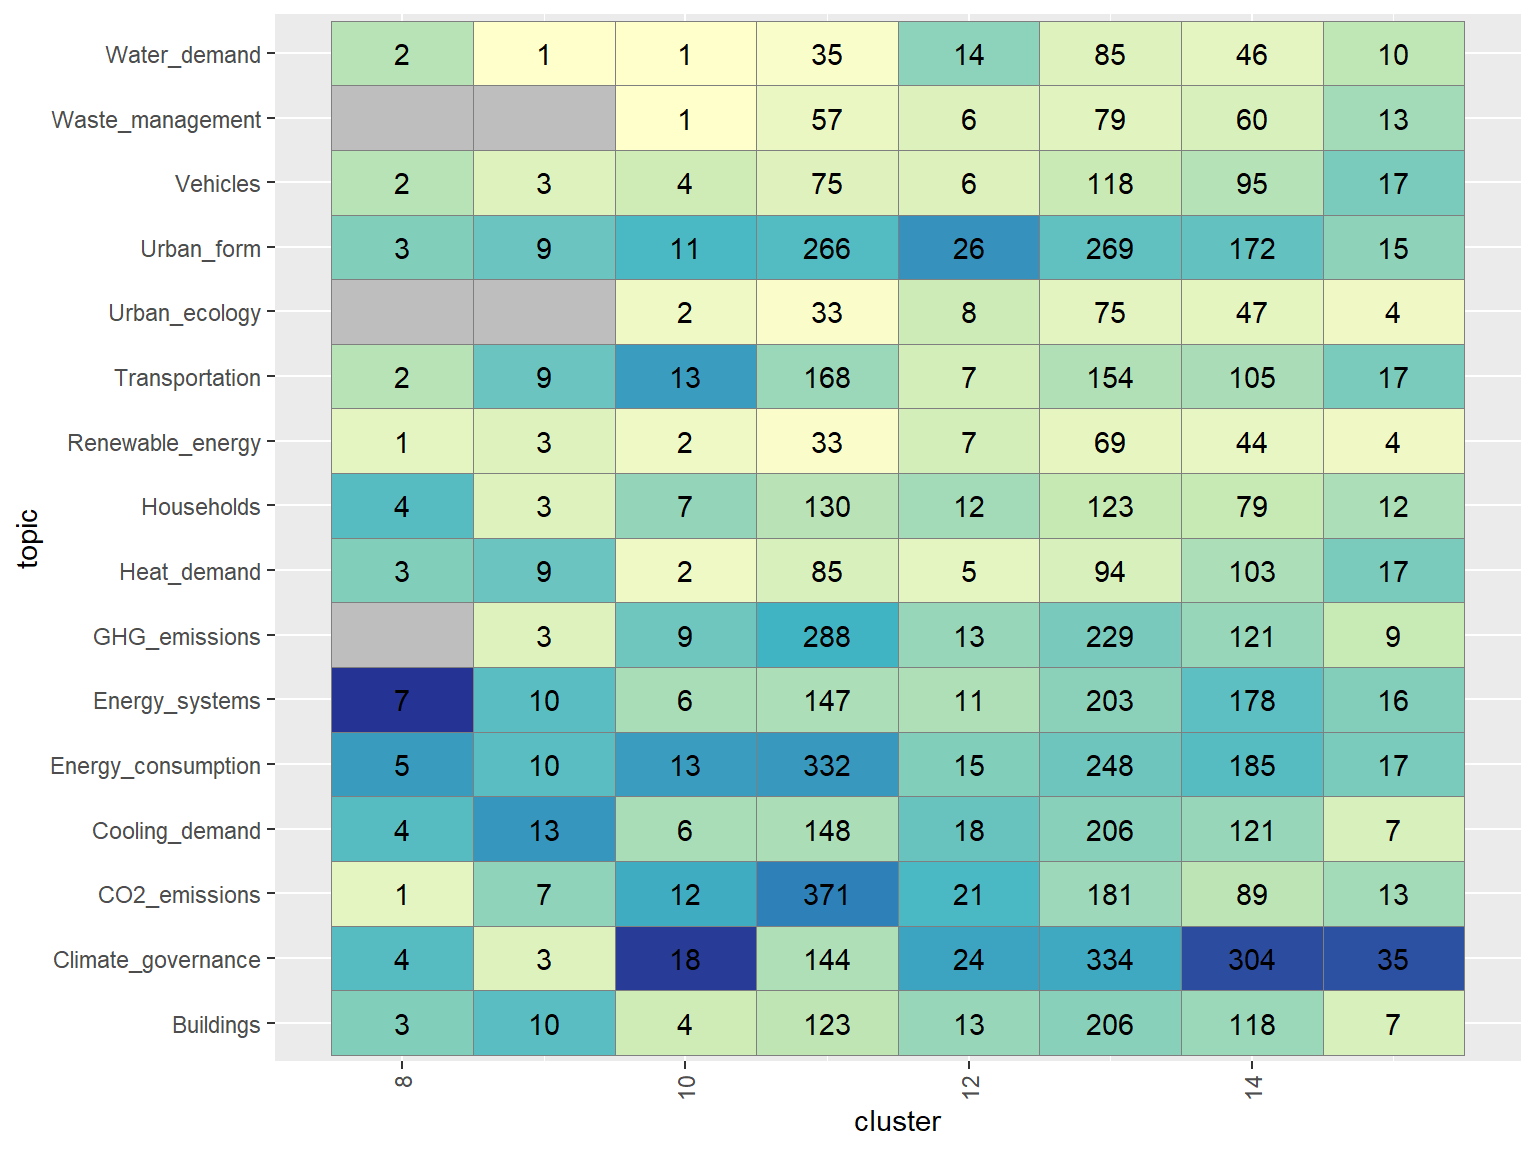 Water_demand 2 1 1 35 14 85 46 10
Waste_management 1 57 6 79 60 13
Vehicles 2 3 4 75 6 118 95 17
Urban_form 3 9 11 266 26 269 172 15
Urban_ecology 2 33 8 75 47 4
Transportation 2 9 13 168 7 154 105 17
Renewable_energy 1 3 2 33 7 69 44 4
Households 4 3 7 130 12 123 79 12
Heat_demand 3 9 2 85 5 94 103 17
GHG_emissions 3 9 288 13 229 121 9
Energy_systems 7 10 6 147 11 203 178 16
Energy_consumption 5 10 13 332 15 248 185 17
Cooling_demand 4 13 6 148 18 206 121 7
CO2_emissions 1 7 12 371 21 181 89 13
Climate_governance 4 3 18 144 24 334 304 35
Buildings 3 10 4 123 13 206 118 7
topic
8 10 12 14
cluster